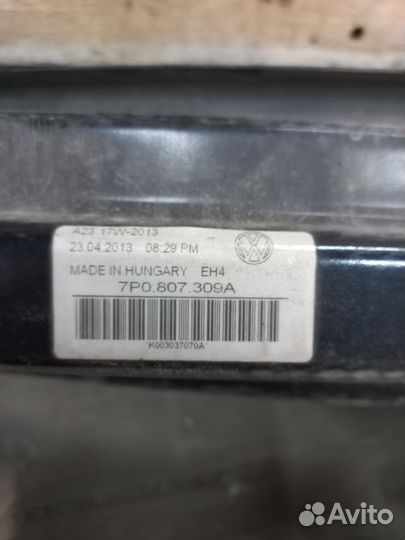 A23 17W-2013
23.04.2013 08:29 PM
MADE IN HUNGARY EH4
7P0.807.309A
*K003037070A*
Avito